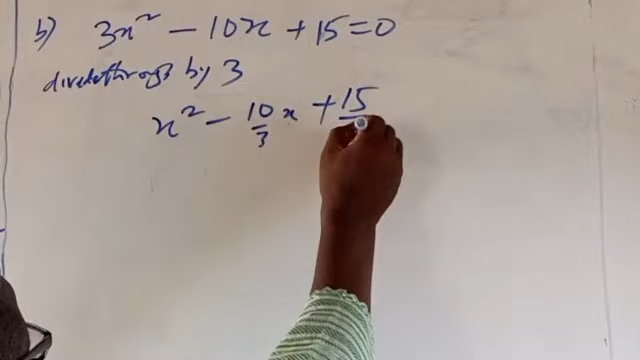 b) 3x² - 10x + 15 = 0
divide through by 3
x² - 10/3 x + 15